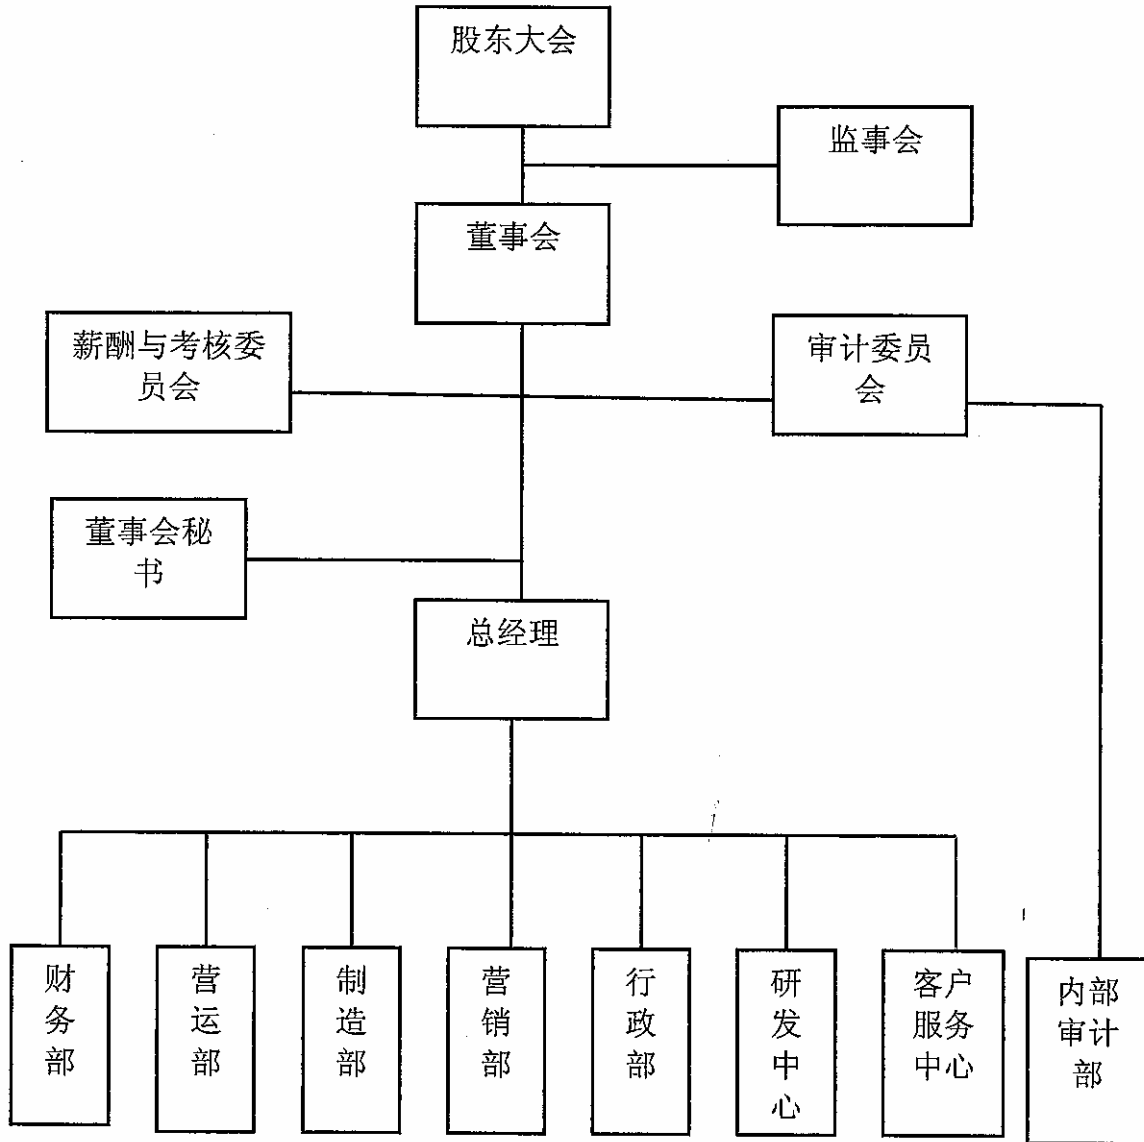 股东大会
监事会
董事会
薪酬与考核委
员会
审计委员
会
董事会秘
书
总经理
财
务
部
营
运
部
制
造
部
营
销
部
行
政
部
研
发
中
心
客户
服务
中心
内部
审计
部